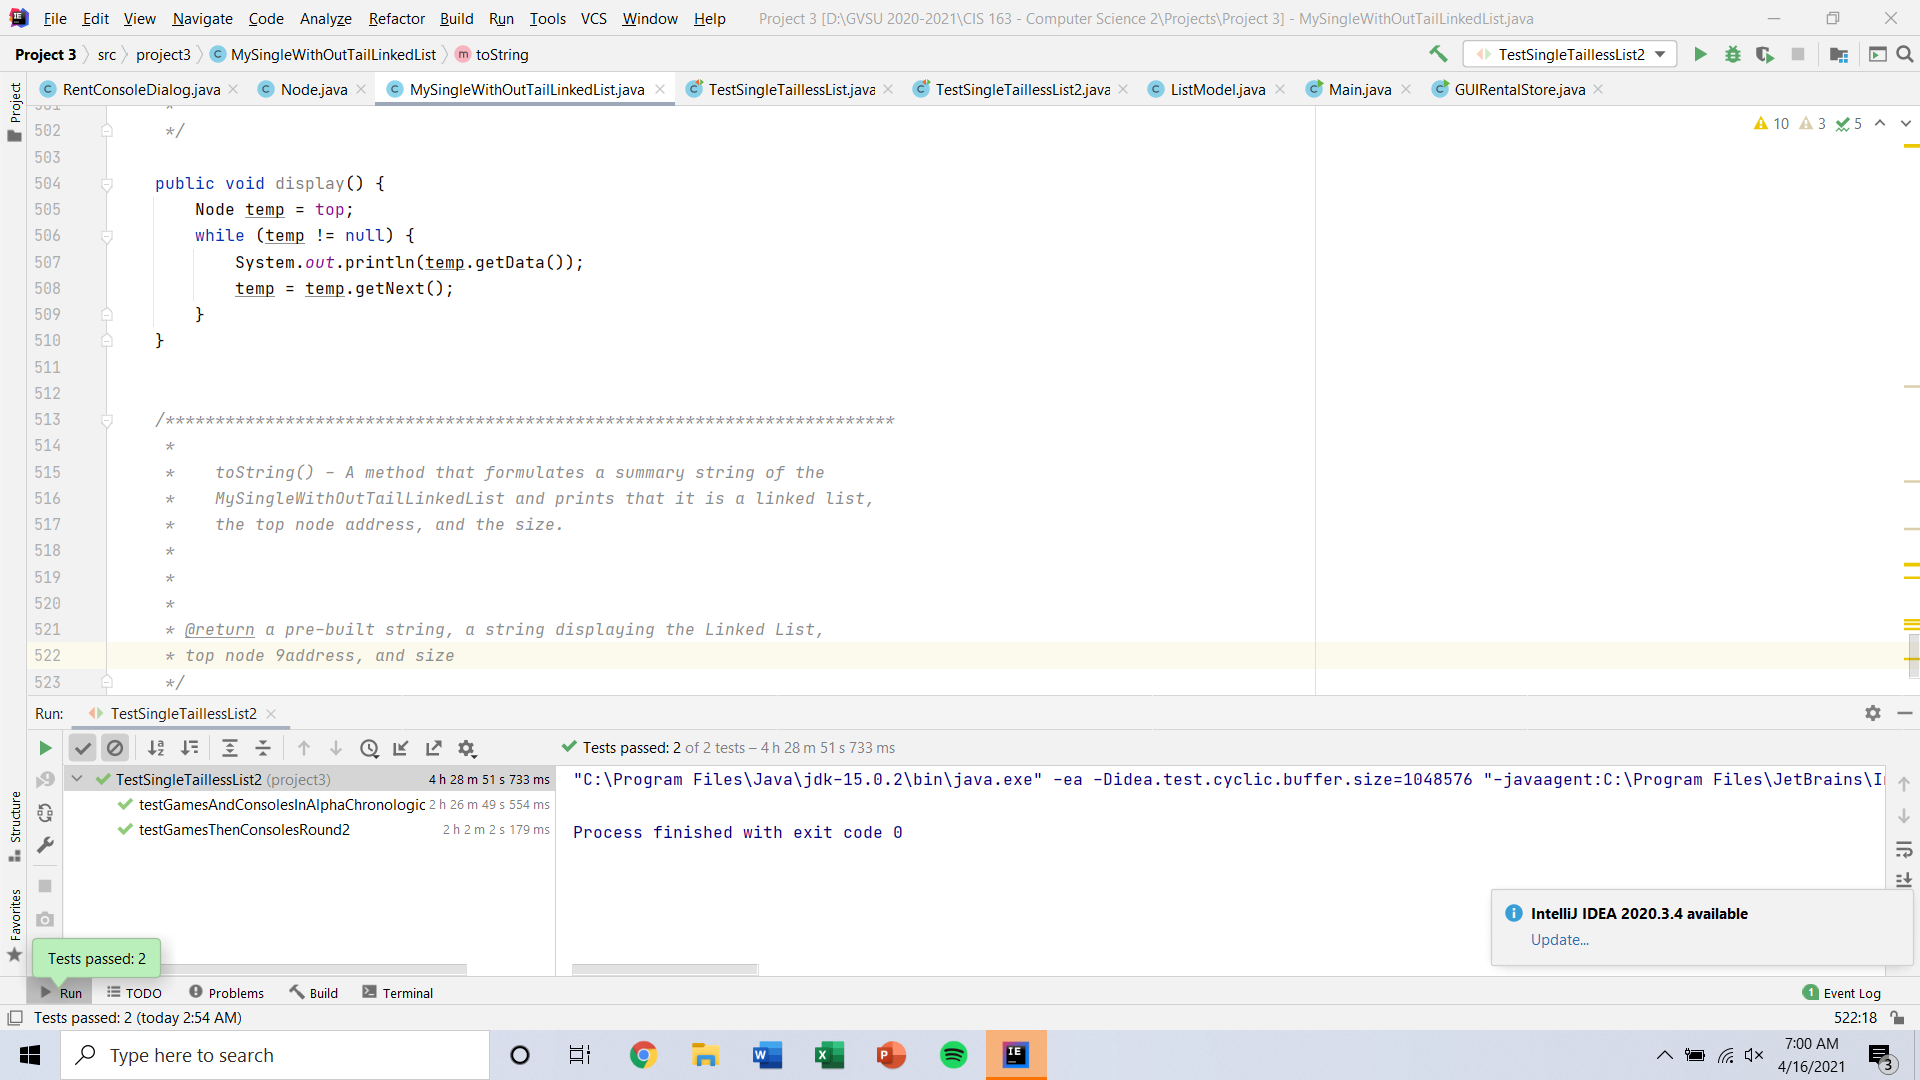 File Edit View Navigate Code Analyze Refactor Build Run Tools VCS Window Help Project 3 [D:\GVSU 2020-2021\CIS 163 - Computer Science 2\Projects\Project 3] - MySingleWithOutTailLinkedList.java
Project 3 src project3 MySingleWithOutTailLinkedList toString TestSingleTaillessList2
RentConsoleDialog.java Node.java MySingleWithOutTailLinkedList.java TestSingleTaillessList.java TestSingleTaillessList2.java ListModel.java Main.java GUIRentalStore.java
Project
10 3 5
501 *
502 */
503
504 public void display() {
505 Node temp = top;
506 while (temp != null) {
507 System.out.println(temp.getData());
508 temp = temp.getNext();
509 }
510 }
511
512
513 /*************************************************************************
514 *
515 * toString() - A method that formulates a summary string of the
516 * MySingleWithOutTailLinkedList and prints that it is a linked list,
517 * the top node address, and the size.
518 *
519 *
520 *
521 * @return a pre-built string, a string displaying the Linked List,
522 * top node 9address, and size
523 */
Run: TestSingleTaillessList2
Tests passed: 2 of 2 tests – 4 h 28 m 51 s 733 ms
TestSingleTaillessList2 (project3) 4 h 28 m 51 s 733 ms
testGamesAndConsolesInAlphaChronologic 2 h 26 m 49 s 554 ms
testGamesThenConsolesRound2 2 h 2 m 2 s 179 ms
"C:\Program Files\Java\jdk-15.0.2\bin\java.exe" -ea -Didea.test.cyclic.buffer.size=1048576 "-javaagent:C:\Program Files\JetBrains\I
Process finished with exit code 0
Structure
Favorites
IntelliJ IDEA 2020.3.4 available
Update...
Tests passed: 2
Run TODO Problems Build Terminal 1 Event Log
Tests passed: 2 (today 2:54 AM) 522:18
Type here to search
7:00 AM
4/16/2021
3